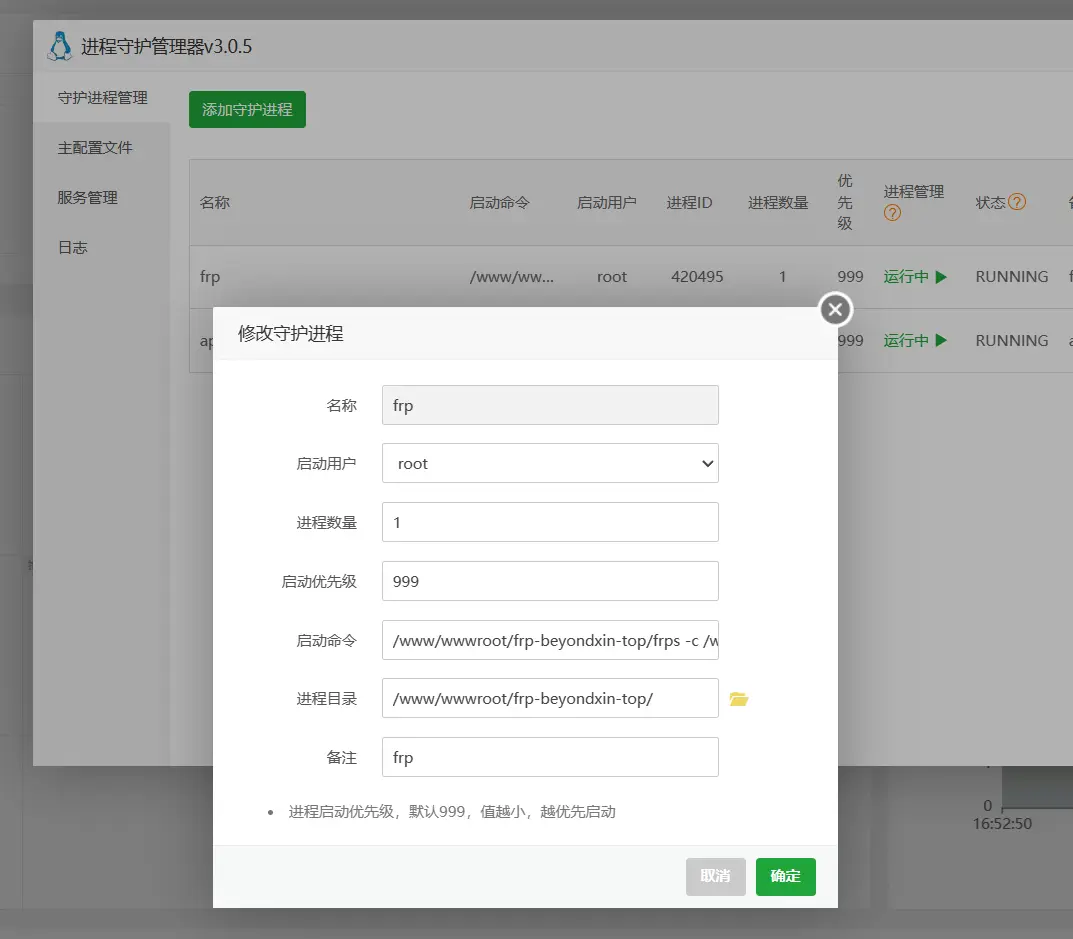 进程守护管理器v3.0.5
守护进程管理
主配置文件
服务管理
日志
添加守护进程
名称
启动命令
启动用户
进程ID
进程数量
优
先
级
进程管理
状态
frp
/www/ww...
root
420495
1
999
运行中
RUNNING
999
运行中
RUNNING
修改守护进程
名称
frp
启动用户
root
进程数量
1
启动优先级
999
启动命令
/www/wwwroot/frp-beyondxin-top/frps -c /w
进程目录
/www/wwwroot/frp-beyondxin-top/
备注
frp
进程启动优先级，默认999，值越小，越优先启动
取消
确定
0
16:52:50